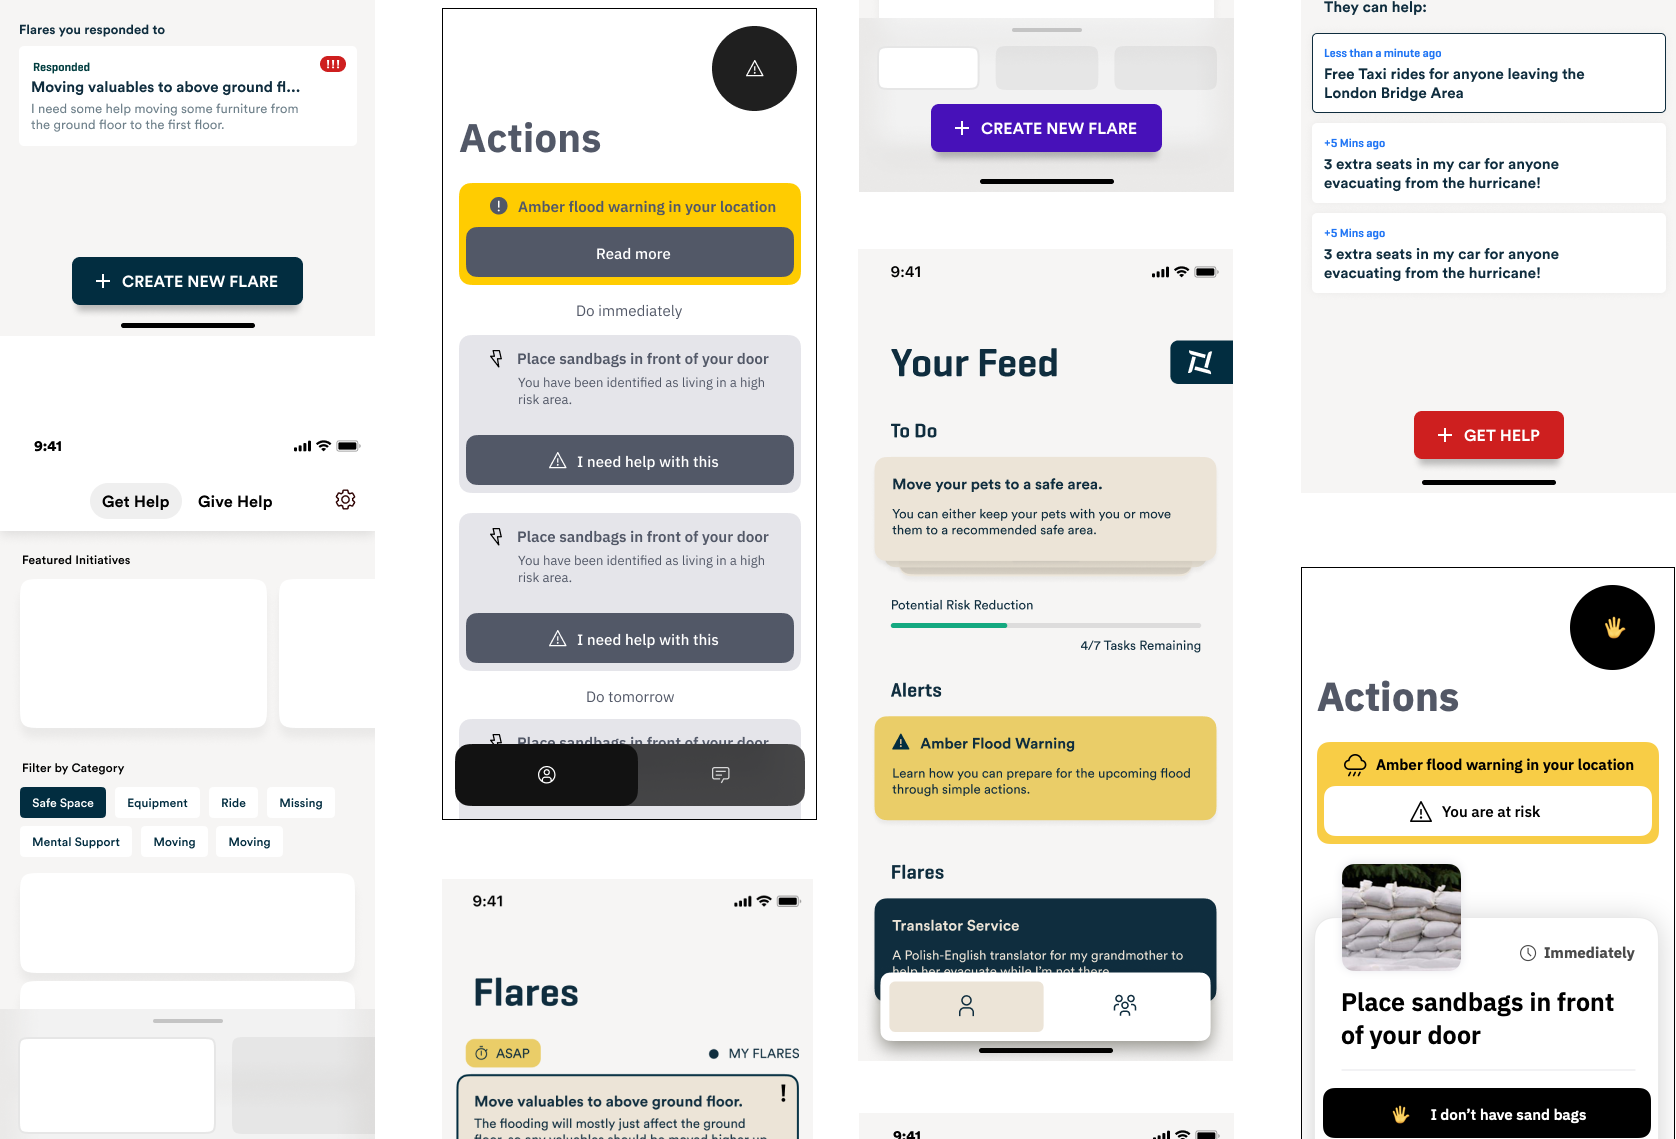 Flares you responded to
Responded
!!!
Moving valuables to above ground fl...
I need some help moving some furniture from
the ground floor to the first floor.
CREATE NEW FLARE
9:41
Get Help
Give Help
Featured Initiatives
Filter by Category
Safe Space
Equipment
Ride
Missing
Mental Support
Moving
Moving
Actions
Amber flood warning in your location
Read more
Do immediately
Place sandbags in front of your door
You have been identified as living in a high
risk area.
I need help with this
Place sandbags in front of your door
You have been identified as living in a high
risk area.
I need help with this
Do tomorrow
Place sandbags in front of your door
9:41
Flares
ASAP
MY FLARES
Move valuables to above ground floor.
!
The flooding will mostly just affect the ground
floor, so any valuables should be moved higher up
CREATE NEW FLARE
9:41
Your Feed
To Do
Move your pets to a safe area.
You can either keep your pets with you or move
them to a recommended safe area.
Potential Risk Reduction
4/7 Tasks Remaining
Alerts
Amber Flood Warning
Learn how you can prepare for the upcoming flood
through simple actions.
Flares
Translator Service
A Polish-English translator for my grandmother to
help her evacuate while I'm not there
9:41
They can help:
Less than a minute ago
Free Taxi rides for anyone leaving the
London Bridge Area
+5 Mins ago
3 extra seats in my car for anyone
evacuating from the hurricane!
+5 Mins ago
3 extra seats in my car for anyone
evacuating from the hurricane!
GET HELP
Actions
Amber flood warning in your location
You are at risk
Immediately
Place sandbags in front
of your door
I don't have sand bags